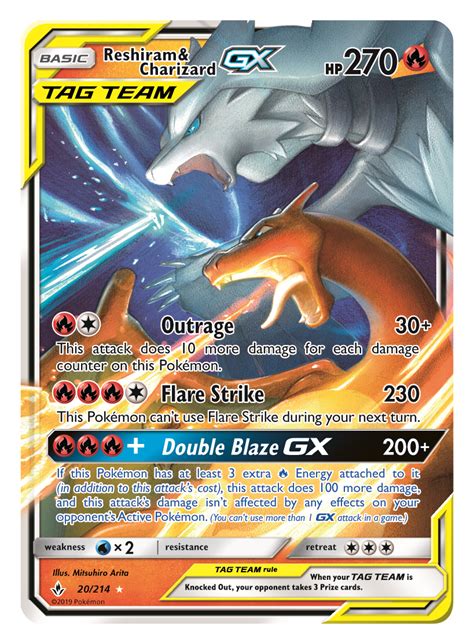 BASIC Reshiram & Charizard GX HP 270
TAG TEAM
Outrage 30+
This attack does 10 more damage for each damage
counter on this Pokémon.
Flare Strike 230
This Pokémon can't use Flare Strike during your next turn.
+ Double Blaze GX 200+
If this Pokémon has at least 3 extra Energy attached to it
(in addition to this attack's cost), this attack does 100 more damage,
and this attack's damage isn't affected by any effects on your
opponent's Active Pokémon. (You can't use more than 1 GX attack in a game.)
weakness ×2 resistance retreat
Illus. Mitsuhiro Arita
20/214
©2019 Pokémon
TAG TEAM rule
When your TAG TEAM is
Knocked Out, your opponent takes 3 Prize cards.